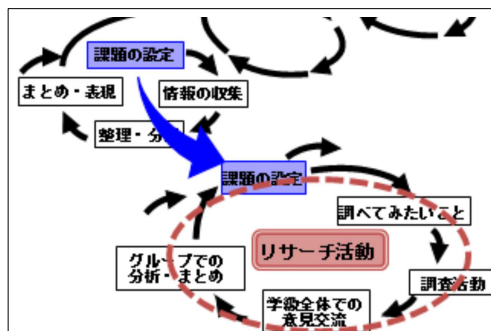 課題の設定
まとめ・表現
情報の収集
整理・分
課題の設定
調べてみたいこと
リサーチ活動
グループでの
分析・まとめ
調査活動
学級全体での
意見交流